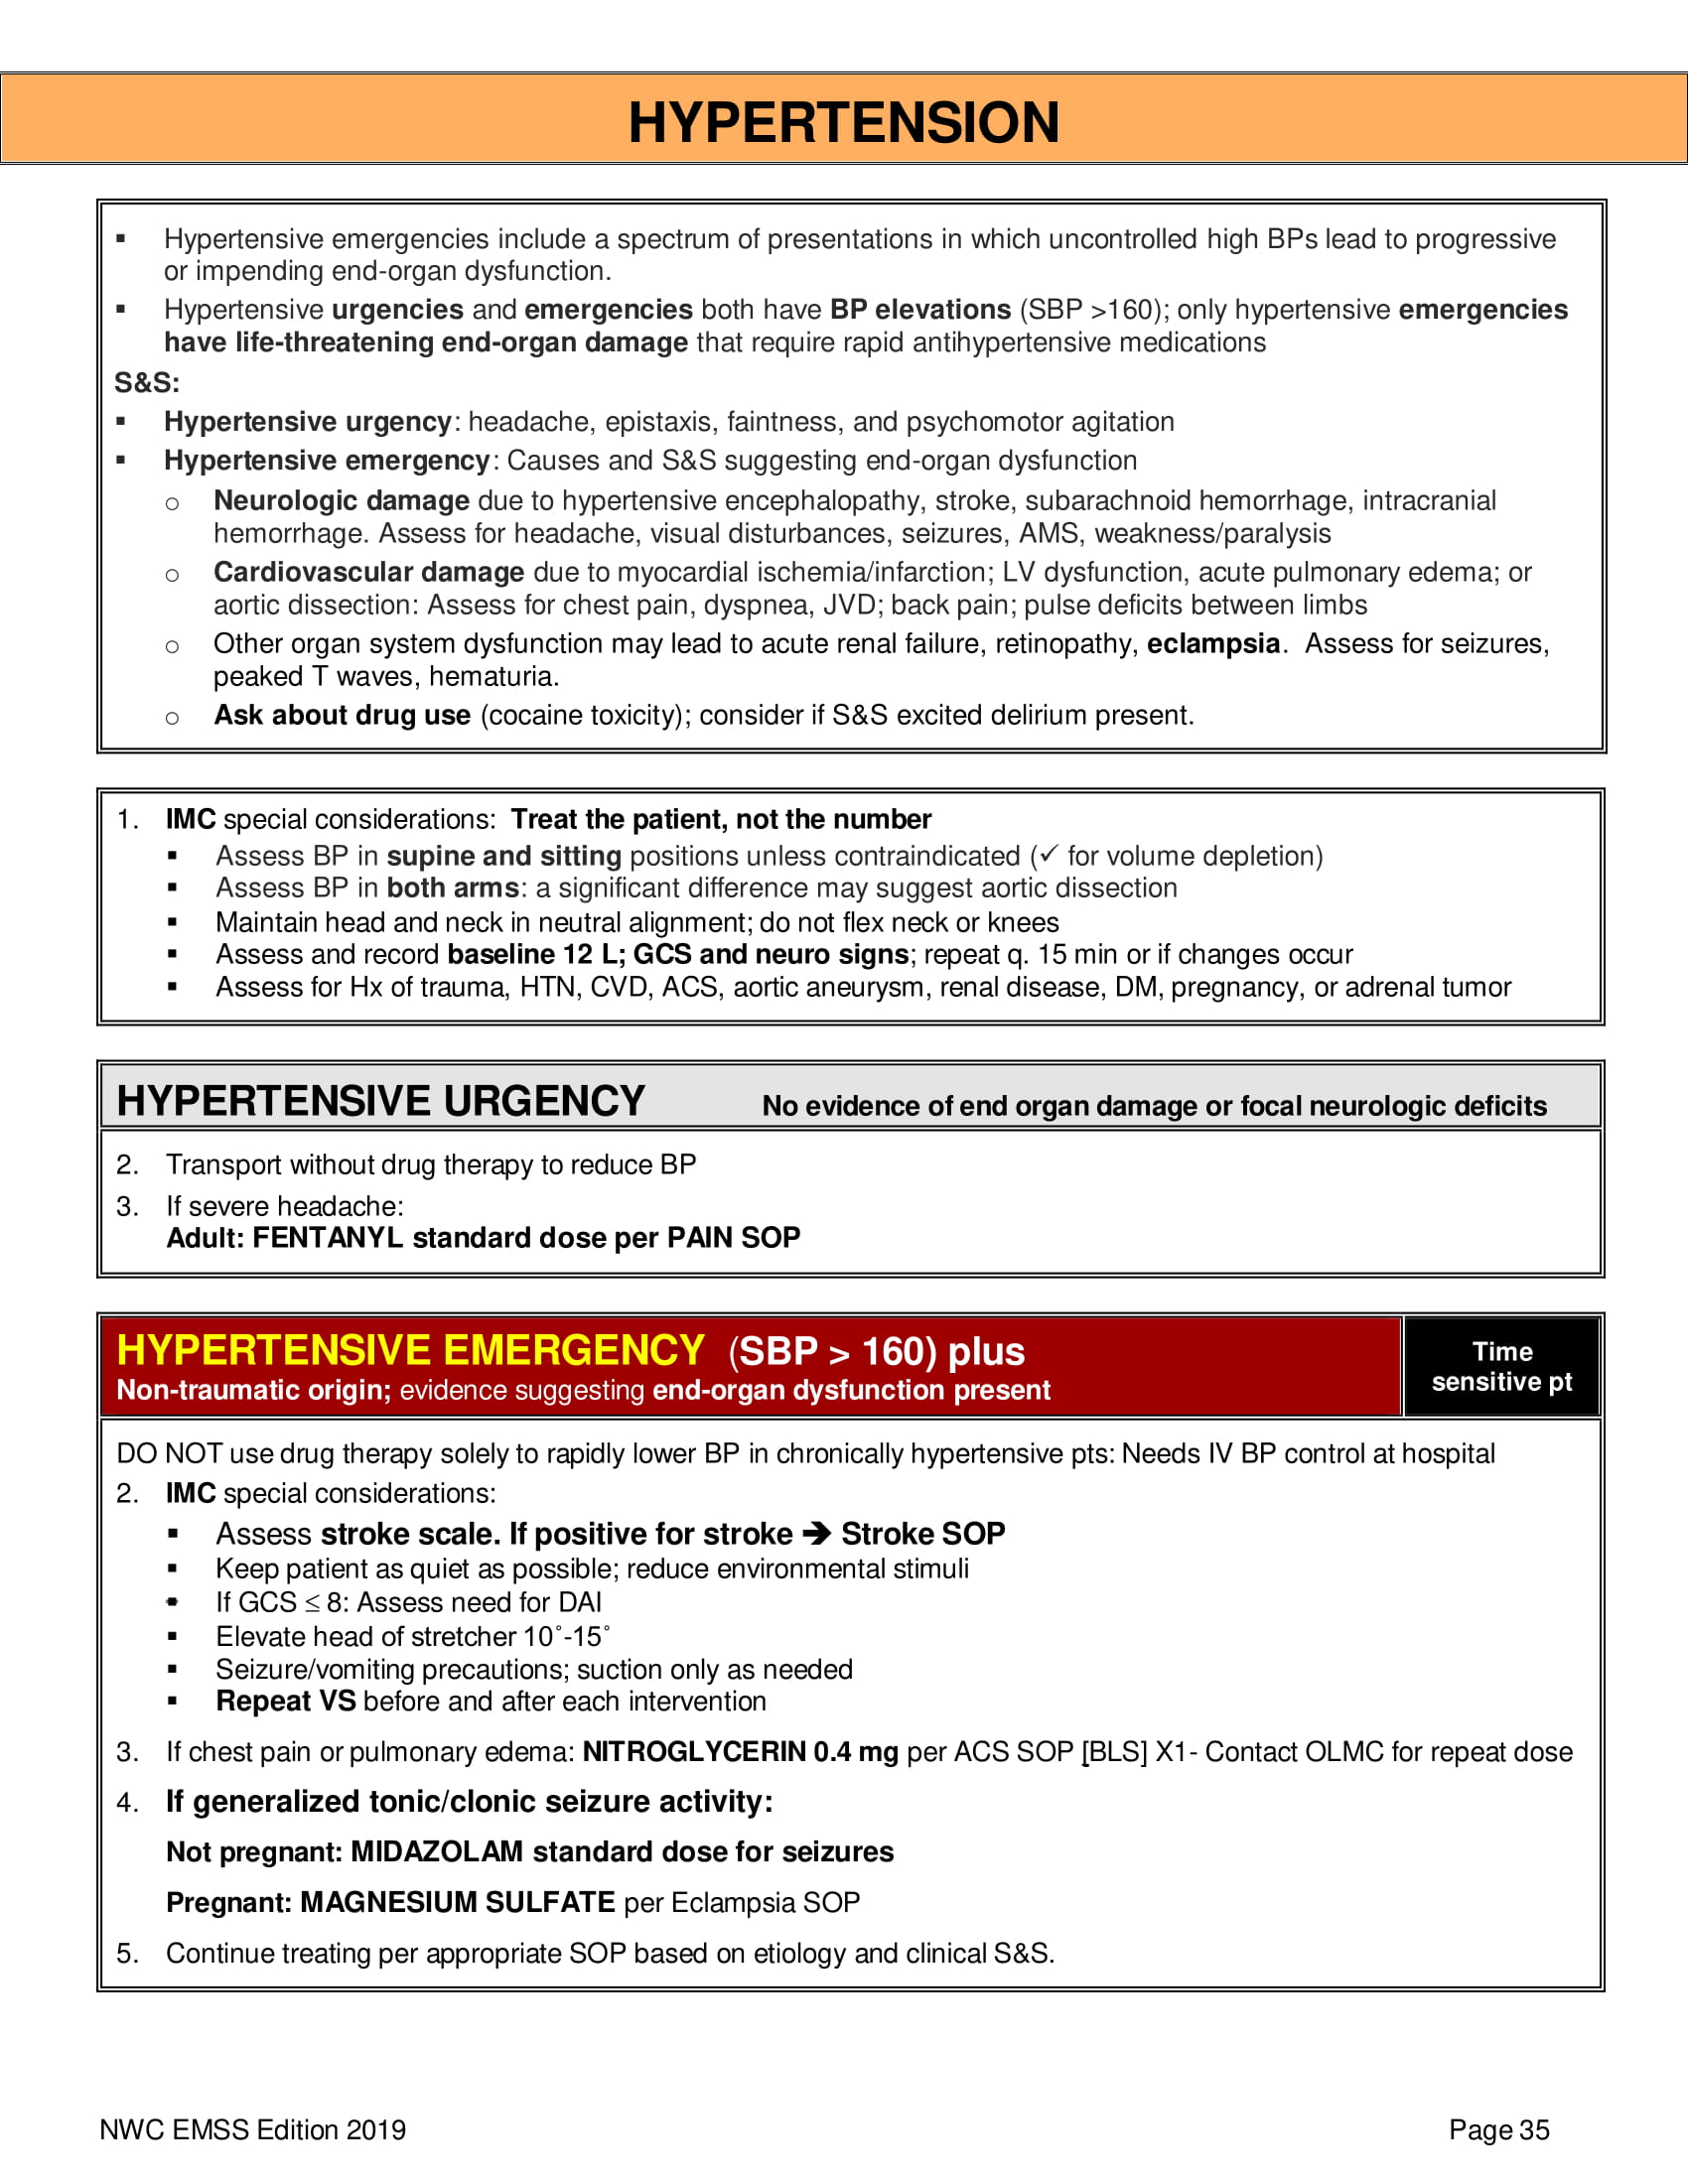 HYPERTENSION
▪ Hypertensive emergencies include a spectrum of presentations in which uncontrolled high BPs lead to progressive
or impending end-organ dysfunction.
▪ Hypertensive urgencies and emergencies both have BP elevations (SBP >160); only hypertensive emergencies
have life-threatening end-organ damage that require rapid antihypertensive medications
S&S:
▪ Hypertensive urgency: headache, epistaxis, faintness, and psychomotor agitation
▪ Hypertensive emergency: Causes and S&S suggesting end-organ dysfunction
○ Neurologic damage due to hypertensive encephalopathy, stroke, subarachnoid hemorrhage, intracranial
hemorrhage. Assess for headache, visual disturbances, seizures, AMS, weakness/paralysis
○ Cardiovascular damage due to myocardial ischemia/infarction; LV dysfunction, acute pulmonary edema; or
aortic dissection: Assess for chest pain, dyspnea, JVD; back pain; pulse deficits between limbs
○ Other organ system dysfunction may lead to acute renal failure, retinopathy, eclampsia. Assess for seizures,
peaked T waves, hematuria.
○ Ask about drug use (cocaine toxicity); consider if S&S excited delirium present.
1. IMC special considerations: Treat the patient, not the number
▪ Assess BP in supine and sitting positions unless contraindicated (✓ for volume depletion)
▪ Assess BP in both arms: a significant difference may suggest aortic dissection
▪ Maintain head and neck in neutral alignment; do not flex neck or knees
▪ Assess and record baseline 12 L; GCS and neuro signs; repeat q. 15 min or if changes occur
▪ Assess for Hx of trauma, HTN, CVD, ACS, aortic aneurysm, renal disease, DM, pregnancy, or adrenal tumor
HYPERTENSIVE URGENCY No evidence of end organ damage or focal neurologic deficits
2. Transport without drug therapy to reduce BP
3. If severe headache:
Adult: FENTANYL standard dose per PAIN SOP
HYPERTENSIVE EMERGENCY (SBP > 160) plus
Non-traumatic origin; evidence suggesting end-organ dysfunction present
Time
sensitive pt
DO NOT use drug therapy solely to rapidly lower BP in chronically hypertensive pts: Needs IV BP control at hospital
2. IMC special considerations:
▪ Assess stroke scale. If positive for stroke ➔ Stroke SOP
▪ Keep patient as quiet as possible; reduce environmental stimuli
▪ If GCS ≤ 8: Assess need for DAI
▪ Elevate head of stretcher 10˚-15˚
▪ Seizure/vomiting precautions; suction only as needed
▪ Repeat VS before and after each intervention
3. If chest pain or pulmonary edema: NITROGLYCERIN 0.4 mg per ACS SOP [BLS] X1- Contact OLMC for repeat dose
4. If generalized tonic/clonic seizure activity:
Not pregnant: MIDAZOLAM standard dose for seizures
Pregnant: MAGNESIUM SULFATE per Eclampsia SOP
5. Continue treating per appropriate SOP based on etiology and clinical S&S.
NWC EMSS Edition 2019 Page 35